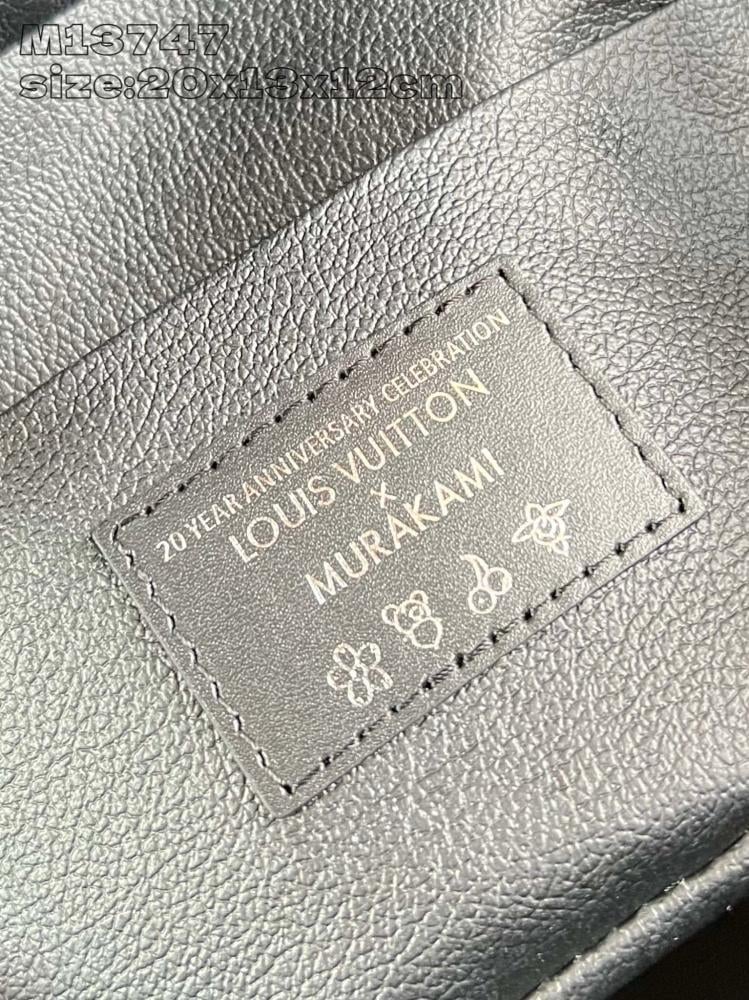 M13747
size:20x13x12cm
20 YEAR ANNIVERSARY CELEBRATION
LOUIS VUITTON
×
MURAKAMI